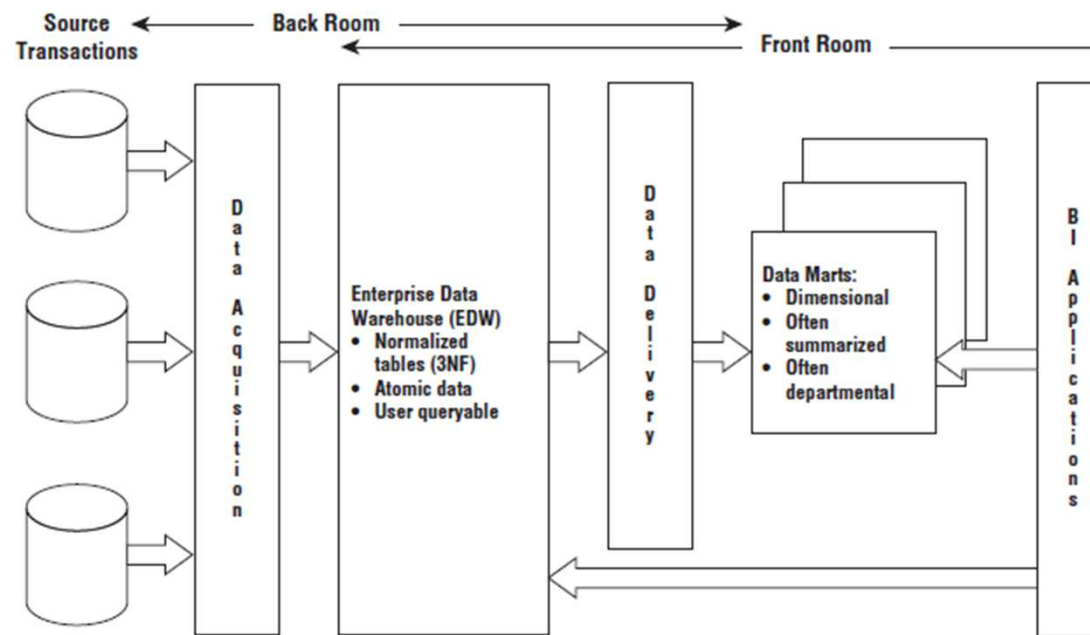 Source
Transactions
Back Room
Front Room
Data Acquisition
Enterprise Data
Warehouse (EDW)
• Normalized
tables (3NF)
• Atomic data
• User queryable
Data Delivery
Data Marts:
• Dimensional
• Often
summarized
• Often
departmental
BI Applications